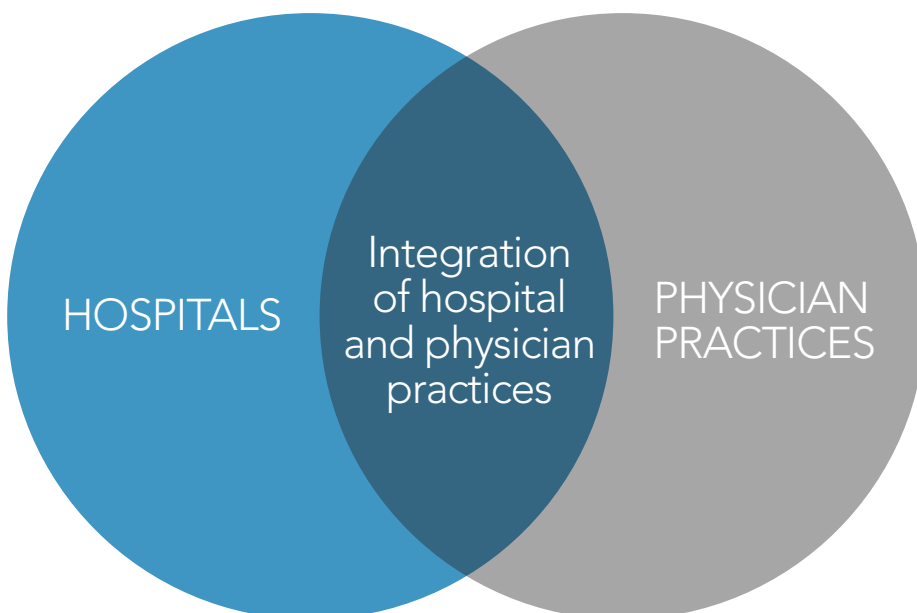 HOSPITALS
Integration
of hospital
and physician
practices
PHYSICIAN
PRACTICES